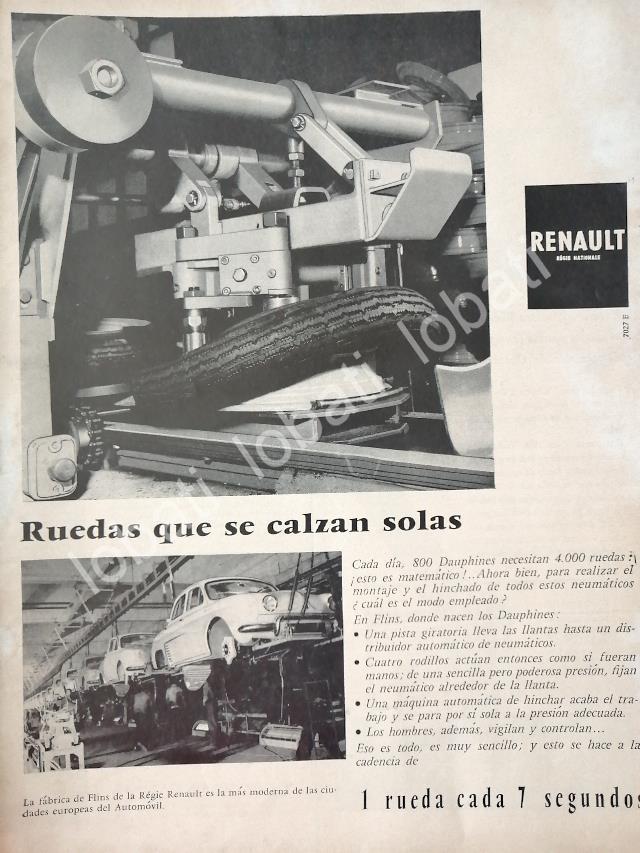 RENAULT
RÉGIE NATIONALE
7027 E
Ruedas que se calzan solas
Cada día, 800 Dauphines necesitan 4.000 ruedas :
¡ esto es matemático !..Ahora bien, para realizar el
montaje y el hinchado de todos estos neumáticos
¿ cuál es el modo empleado ?
En Flins, donde nacen los Dauphines :
• Una pista giratoria lleva las llantas hasta un dis-
tribuidor automático de neumáticos.
• Cuatro rodillos actúan entonces como si fueran
manos; de una sencilla pero poderosa presión, fijan
el neumático alrededor de la llanta.
• Una máquina automática de hinchar acaba el tra-
bajo y se para por si sola a la presión adecuada.
• Los hombres, además, vigilan y controlan...
Eso es todo, es muy sencillo; y esto se hace a la
cadencia de
1 rueda cada 7 segundos
La fábrica de Flins de la Régie Renault es la más moderna de las ciu-
dades europeas del Automóvil.
lobati lobati lobati lobati